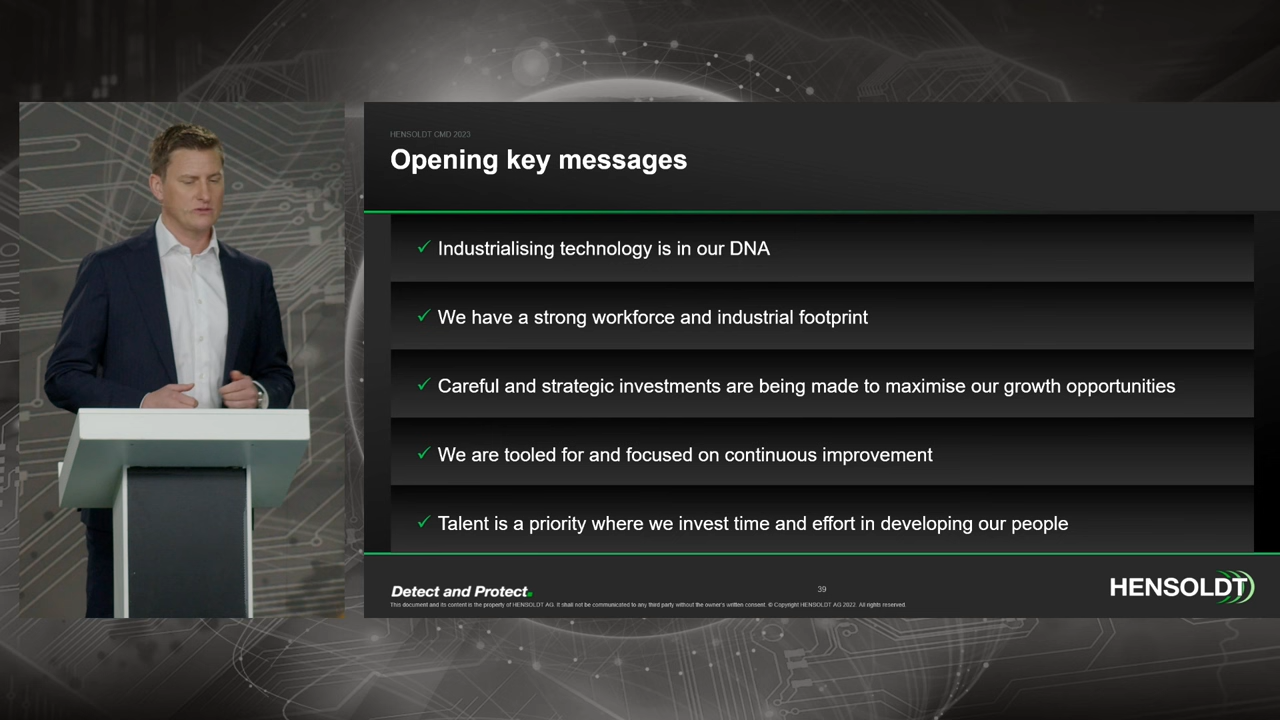 HENSOLDT CMD 2023
Opening key messages
✓ Industrialising technology is in our DNA
✓ We have a strong workforce and industrial footprint
✓ Careful and strategic investments are being made to maximise our growth opportunities
✓ We are tooled for and focused on continuous improvement
✓ Talent is a priority where we invest time and effort in developing our people
Detect and Protect.
39
HENSOLDT
This document and its content is the property of HENSOLDT AG. It shall not be communicated to any third party without the owner's written consent. © Copyright HENSOLDT AG 2022. All rights reserved.